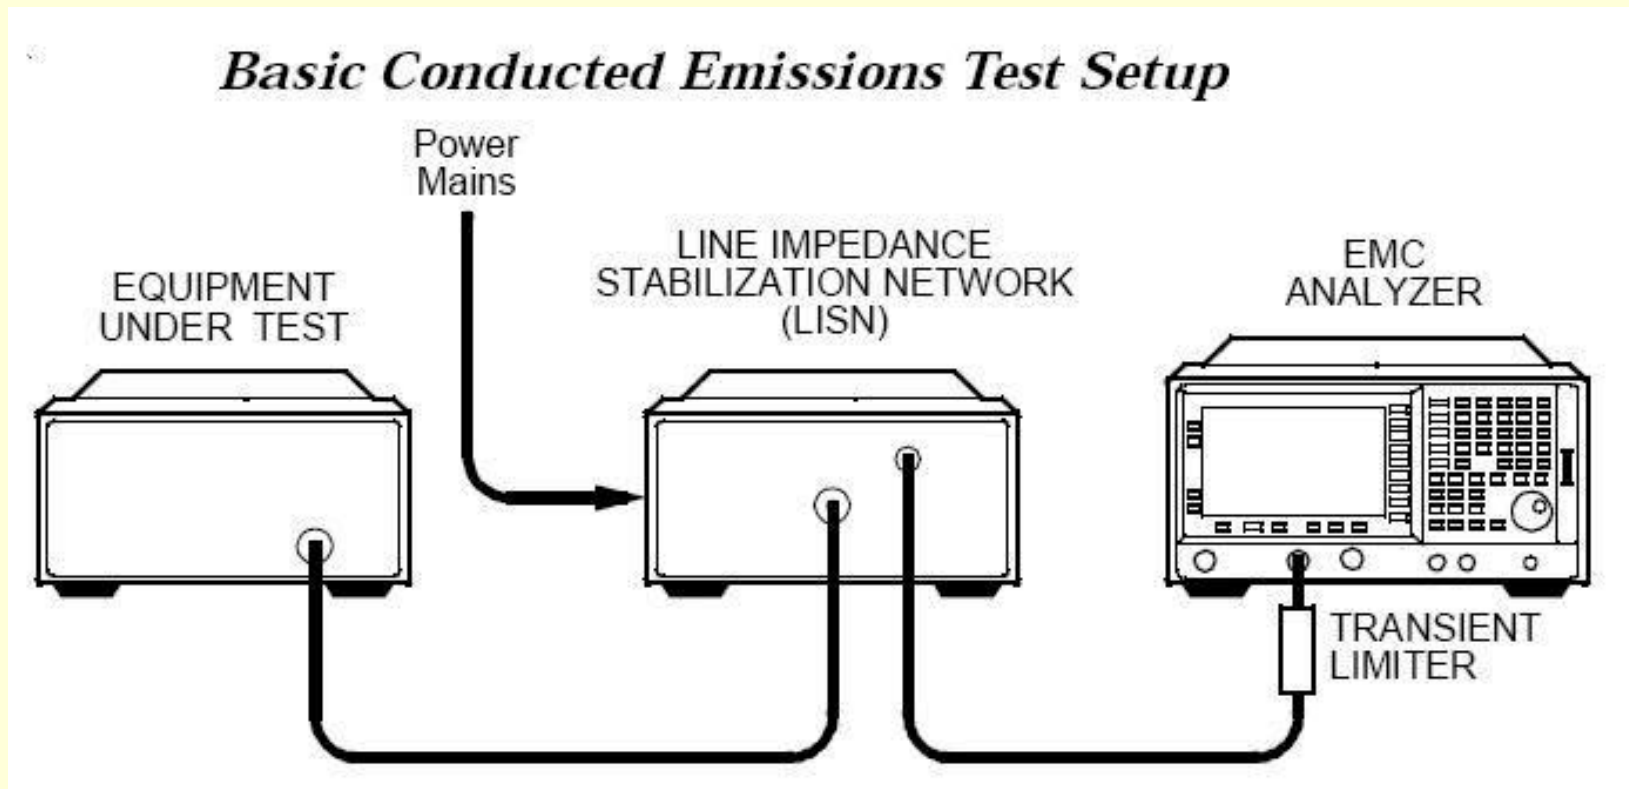 Basic Conducted Emissions Test Setup
Power
Mains
EQUIPMENT
UNDER TEST
LINE IMPEDANCE
STABILIZATION NETWORK
(LISN)
EMC
ANALYZER
TRANSIENT
LIMITER